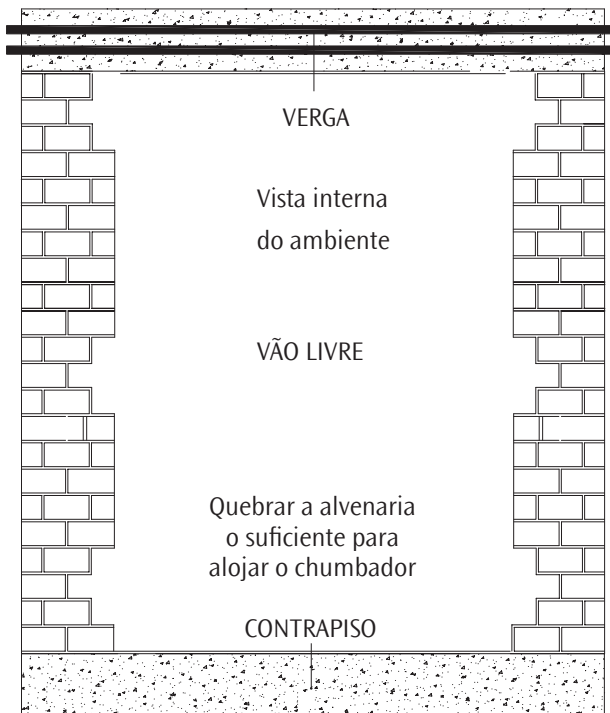 VERGA
Vista interna
do ambiente
VÃO LIVRE
Quebrar a alvenaria
o suficiente para
alojar o chumbador
CONTRAPISO